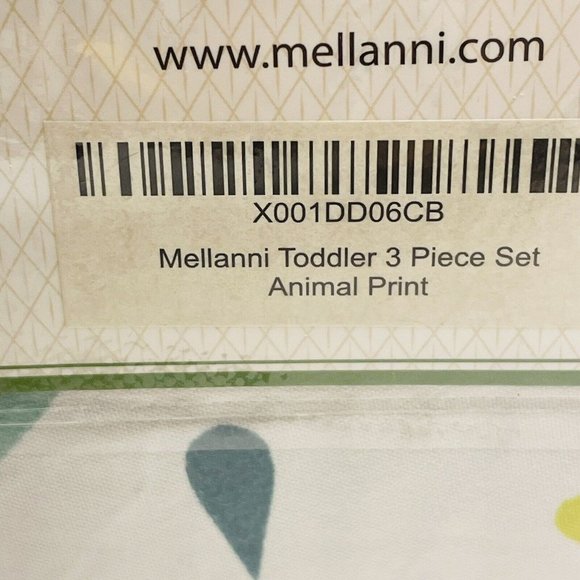 www.mellanni.com
X001DD06CB
Mellanni Toddler 3 Piece Set
Animal Print